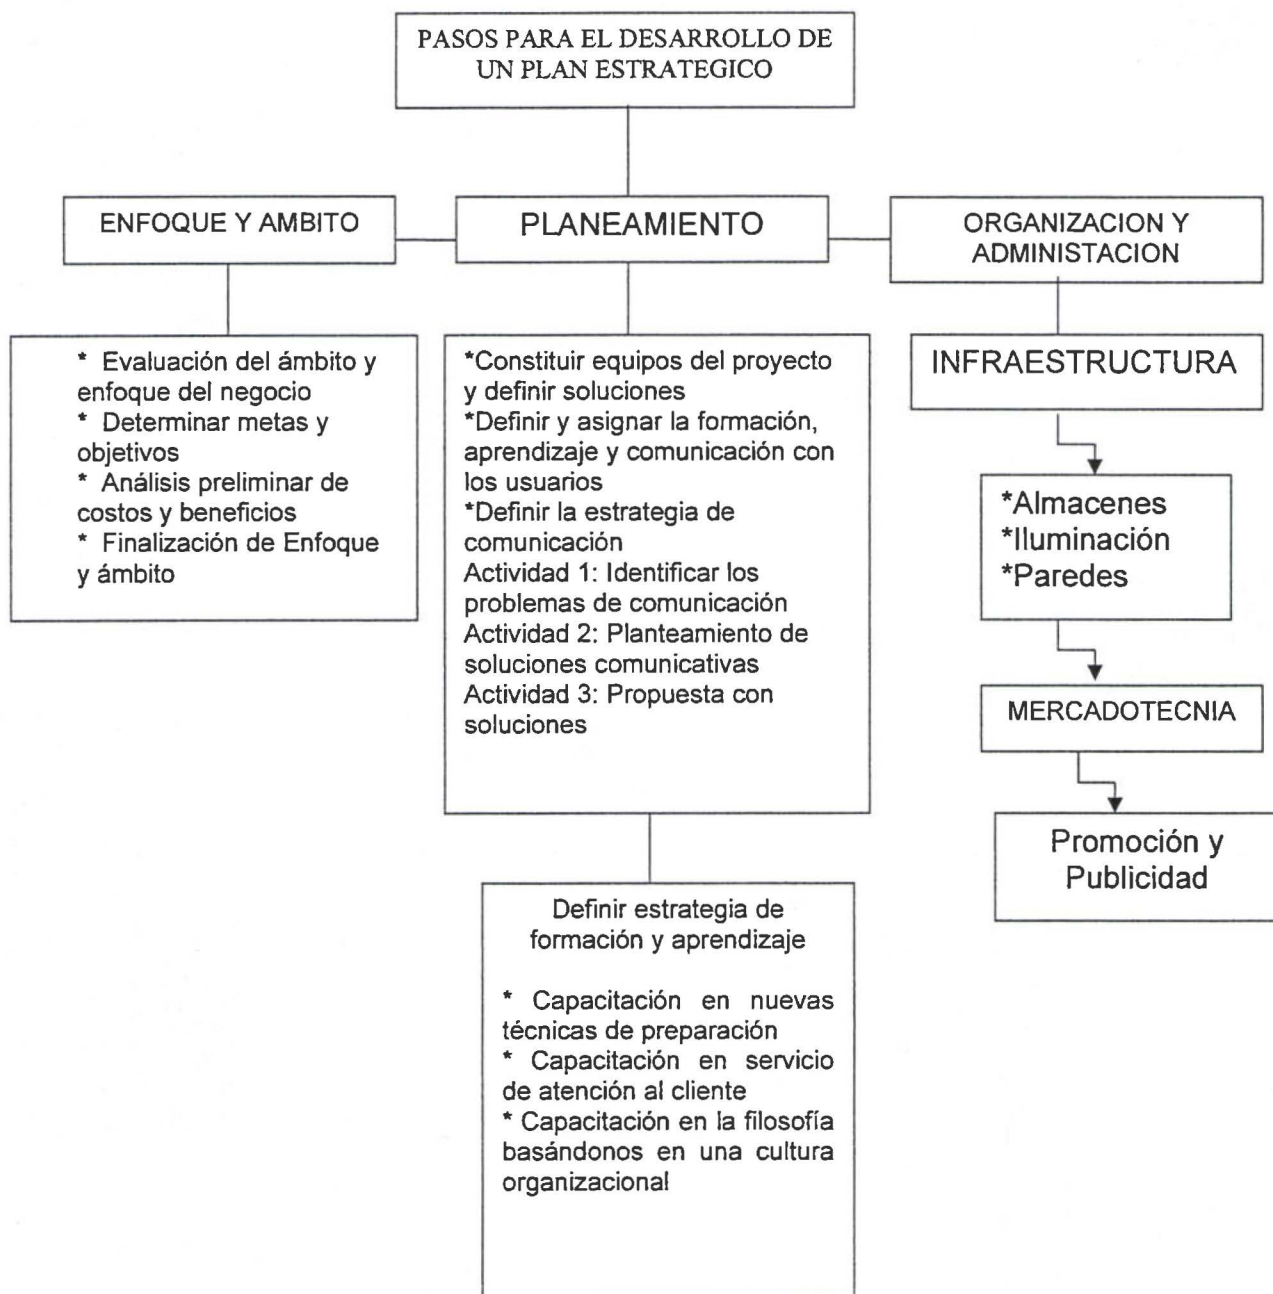 PASOS PARA EL DESARROLLO DE
UN PLAN ESTRATEGICO
ENFOQUE Y AMBITO
PLANEAMIENTO
ORGANIZACION Y
ADMINISTACION
* Evaluación del ámbito y
enfoque del negocio
* Determinar metas y
objetivos
* Análisis preliminar de
costos y beneficios
* Finalización de Enfoque
y ámbito
*Constituir equipos del proyecto
y definir soluciones
*Definir y asignar la formación,
aprendizaje y comunicación con
los usuarios
*Definir la estrategia de
comunicación
Actividad 1: Identificar los
problemas de comunicación
Actividad 2: Planteamiento de
soluciones comunicativas
Actividad 3: Propuesta con
soluciones
Definir estrategia de
formación y aprendizaje
* Capacitación en nuevas
técnicas de preparación
* Capacitación en servicio
de atención al cliente
* Capacitación en la filosofía
basándonos en una cultura
organizacional
INFRAESTRUCTURA
*Almacenes
*Iluminación
*Paredes
MERCADOTECNIA
Promoción y
Publicidad